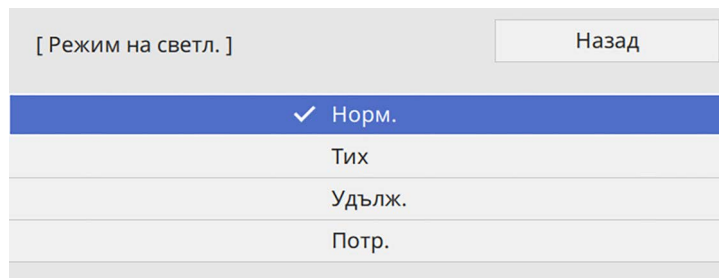 [ Режим на светл. ]
Назад
Норм.
Тих
Удълж.
Потр.